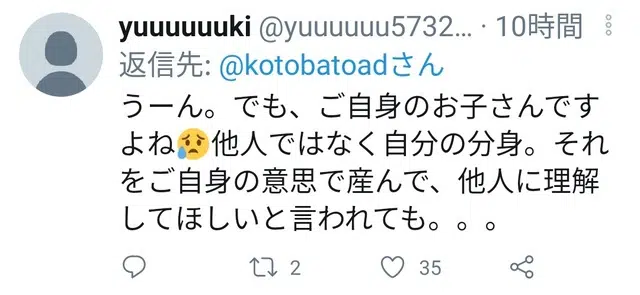 yuuuuuuki @yuuuuuu5732… · 10時間
返信先: @kotobatoadさん
うーん。でも、ご自身のお子さんです
よね😥他人ではなく自分の分身。それ
をご自身の意思で産んで、他人に理解
してほしいと言われても。。。
2 35